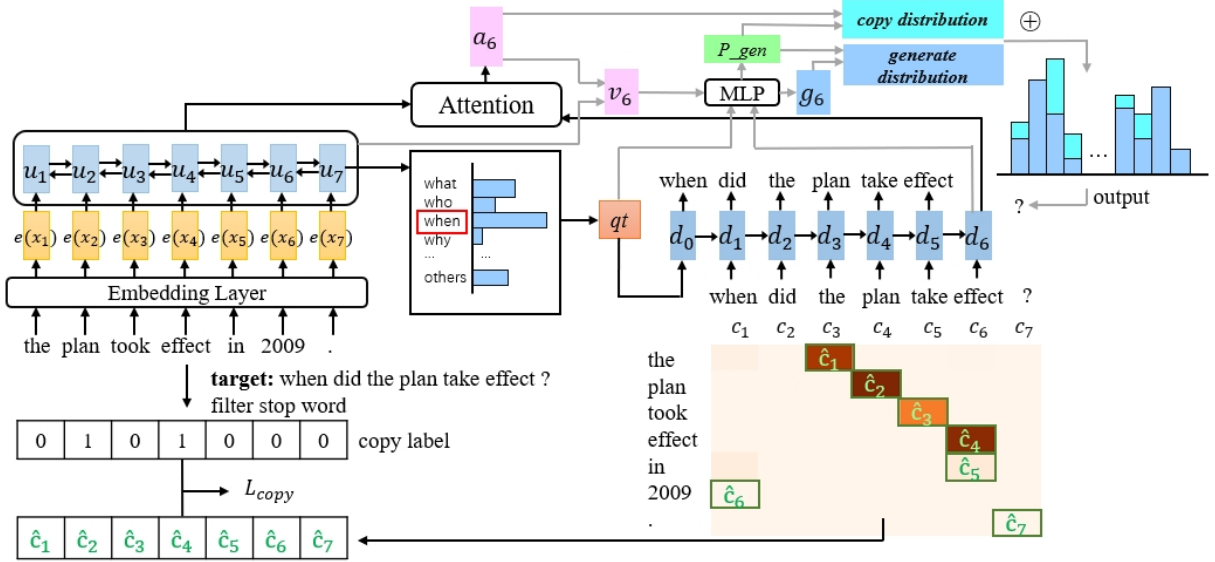 a6
P_gen
copy distribution
⊕
generate
distribution
Attention
v6
MLP
g6
u1 u2 u3 u4 u5 u6 u7
what
who
when
why
...
others
...
qt
when did the plan take effect
...
output
?
e(x1) e(x2) e(x3) e(x4) e(x5) e(x6) e(x7)
d0 d1 d2 d3 d4 d5 d6
Embedding Layer
when did the plan take effect ?
the plan took effect in 2009 .
c1 c2 c3 c4 c5 c6 c7
target: when did the plan take effect ?
filter stop word
0 1 0 1 0 0 0 copy label
Lcopy
ĉ1 ĉ2 ĉ3 ĉ4 ĉ5 ĉ6 ĉ7
the ĉ1
plan ĉ2
took ĉ3
effect ĉ4
in ĉ5
2009 ĉ6
. ĉ7